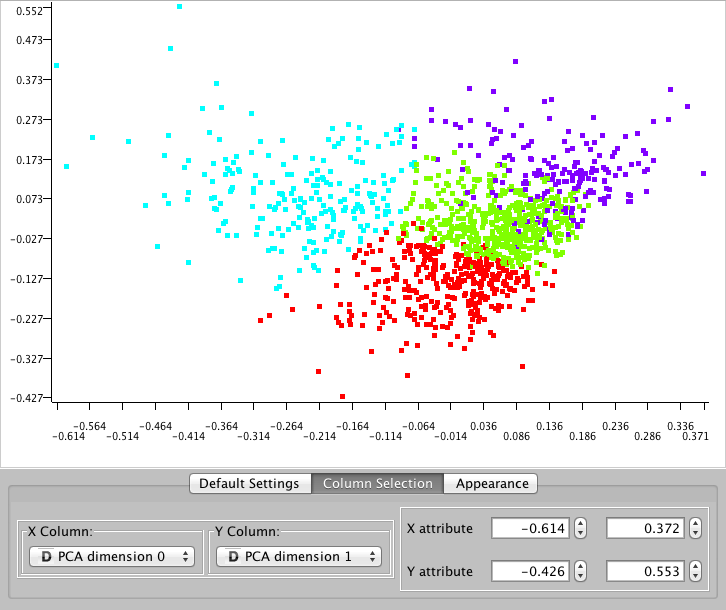 0.552
0.473
0.373
0.273
0.173
0.073
-0.027
-0.127
-0.227
-0.327
-0.427
-0.564 -0.464 -0.364 -0.264 -0.164 -0.064 0.036 0.136 0.236 0.336
-0.614 -0.514 -0.414 -0.314 -0.214 -0.114 -0.014 0.086 0.186 0.286 0.371
Default Settings Column Selection Appearance
X Column: Y Column:
D PCA dimension 0 D PCA dimension 1
X attribute -0.614 0.372
Y attribute -0.426 0.553